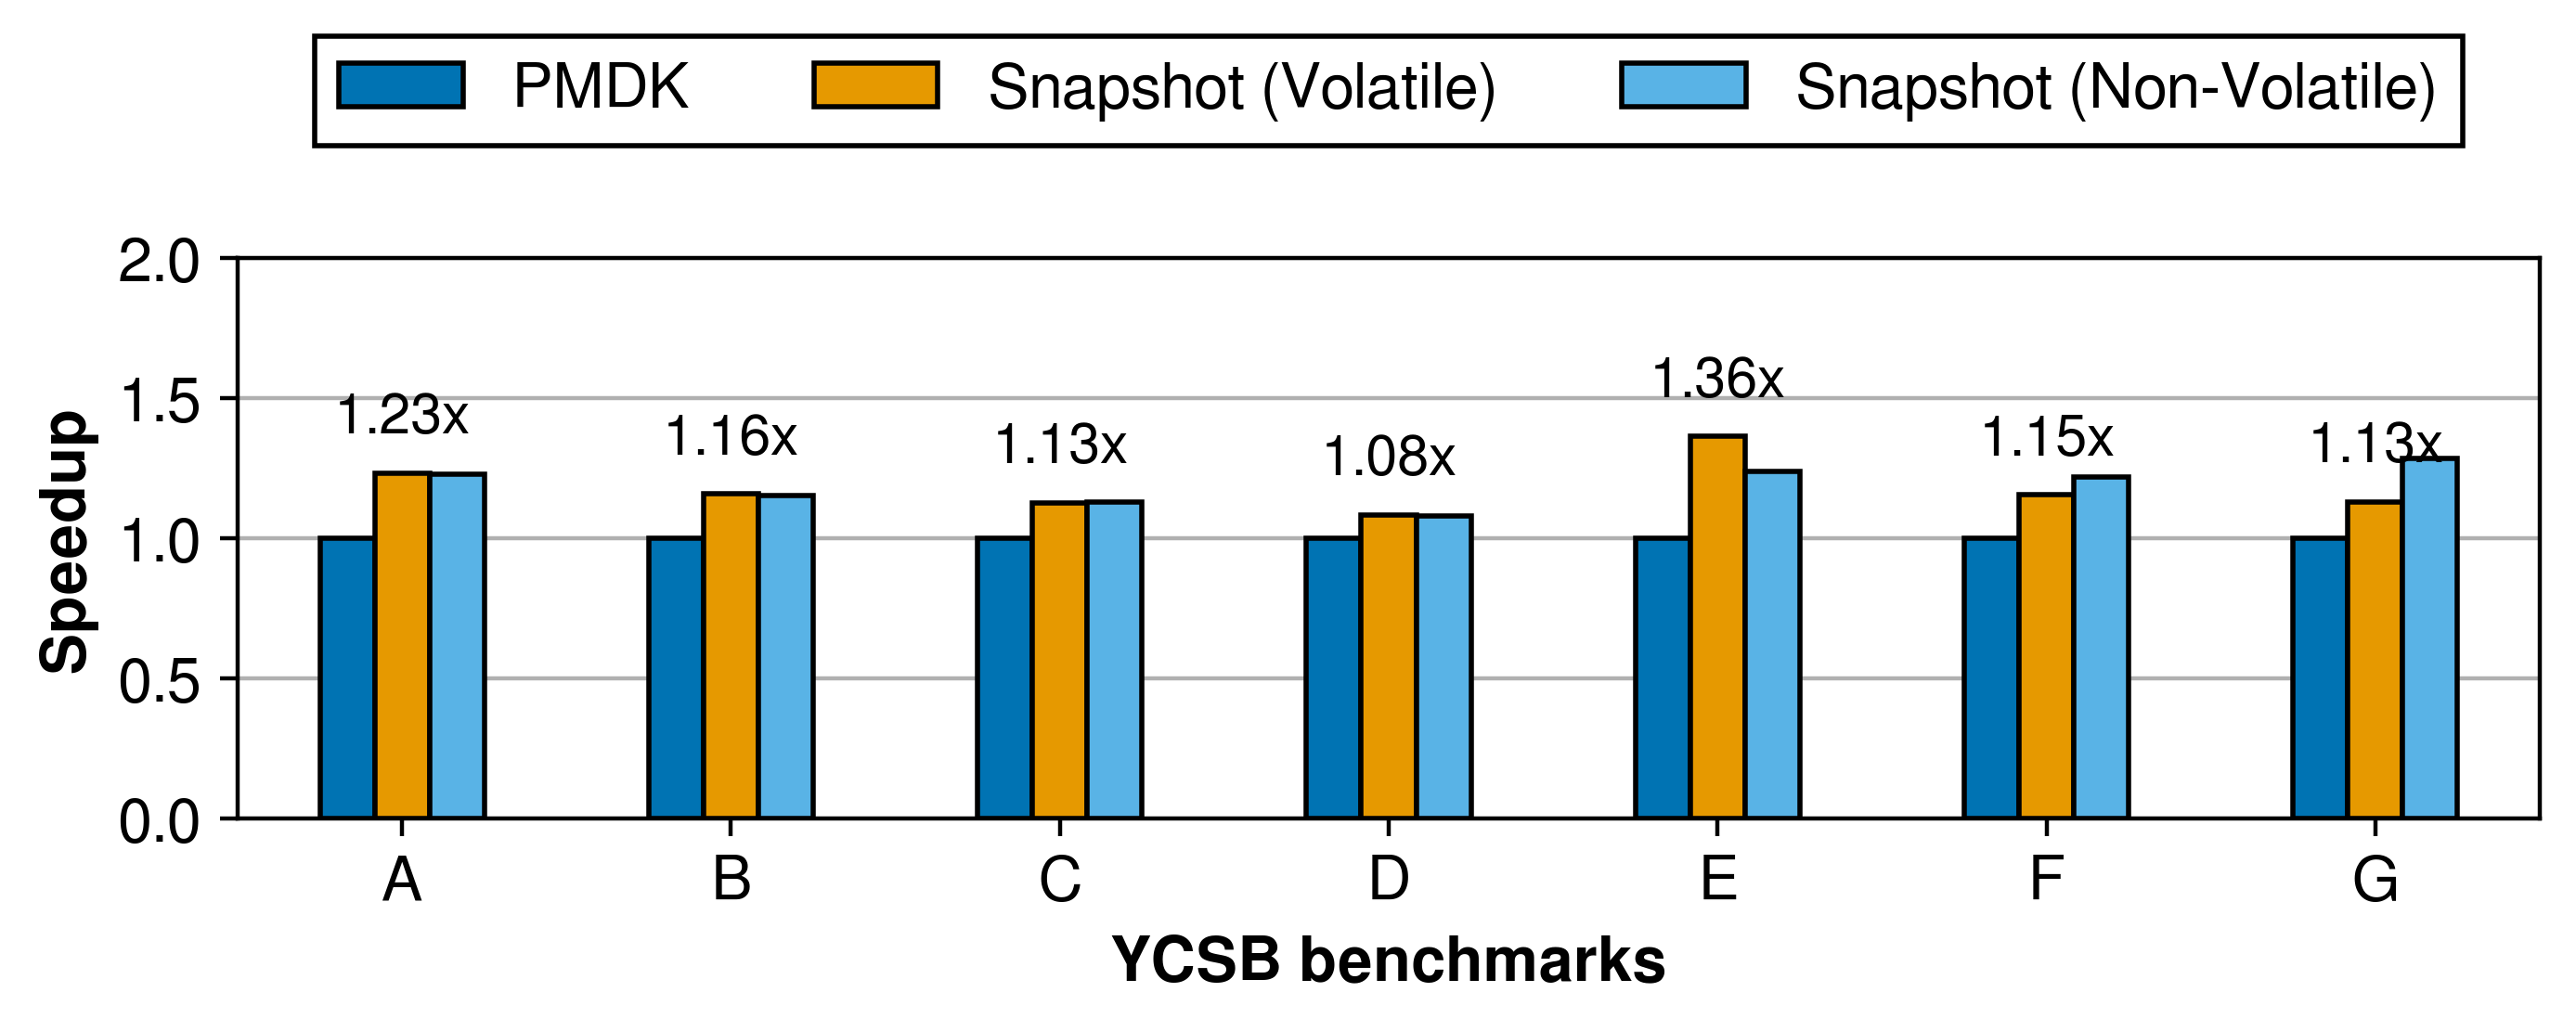 PMDK Snapshot (Volatile) Snapshot (Non-Volatile)
2.0
1.5
1.0
0.5
0.0
Speedup
1.23x
1.16x
1.13x
1.08x
1.36x
1.15x
1.13x
A B C D E F G
YCSB benchmarks